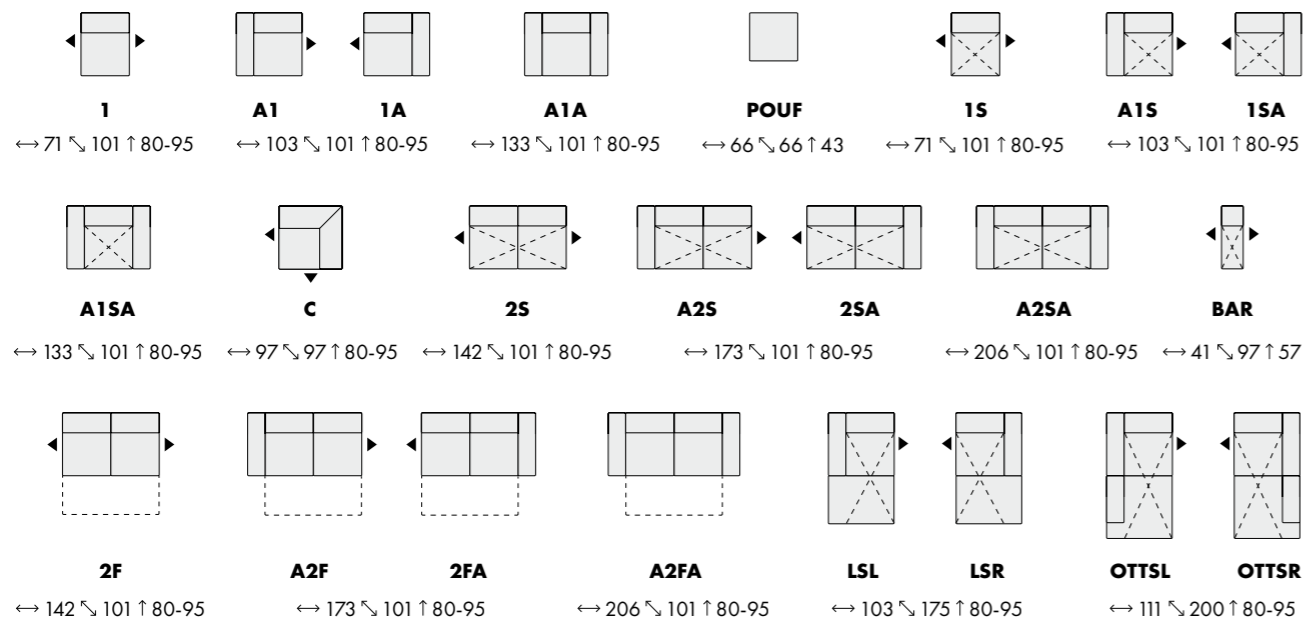 1 A1 1A A1A POUF 1S A1S 1SA
↔ 71 ⤡ 101 ↑ 80-95 ↔ 103 ⤡ 101 ↑ 80-95 ↔ 133 ⤡ 101 ↑ 80-95 ↔ 66 ⤡ 66 ↑ 43 ↔ 71 ⤡ 101 ↑ 80-95 ↔ 103 ⤡ 101 ↑ 80-95
A1SA C 2S A2S 2SA A2SA BAR
↔ 133 ⤡ 101 ↑ 80-95 ↔ 97 ⤡ 97 ↑ 80-95 ↔ 142 ⤡ 101 ↑ 80-95 ↔ 173 ⤡ 101 ↑ 80-95 ↔ 206 ⤡ 101 ↑ 80-95 ↔ 41 ⤡ 97 ↑ 57
2F A2F 2FA A2FA LSL LSR OTTSL OTTSR
↔ 142 ⤡ 101 ↑ 80-95 ↔ 173 ⤡ 101 ↑ 80-95 ↔ 206 ⤡ 101 ↑ 80-95 ↔ 103 ⤡ 175 ↑ 80-95 ↔ 111 ⤡ 200 ↑ 80-95